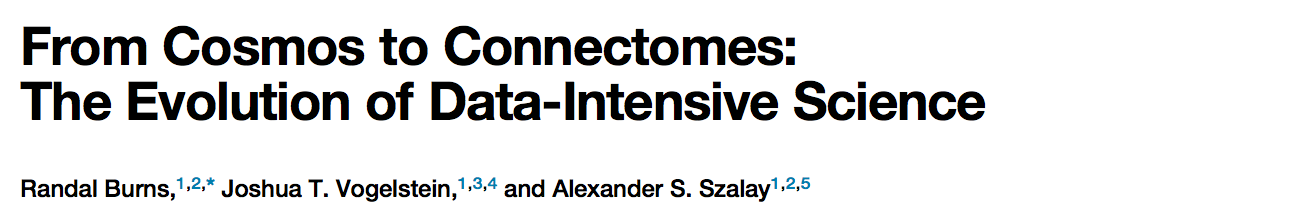 From Cosmos to Connectomes:
The Evolution of Data-Intensive Science
Randal Burns,1,2,* Joshua T. Vogelstein,1,3,4 and Alexander S. Szalay1,2,5